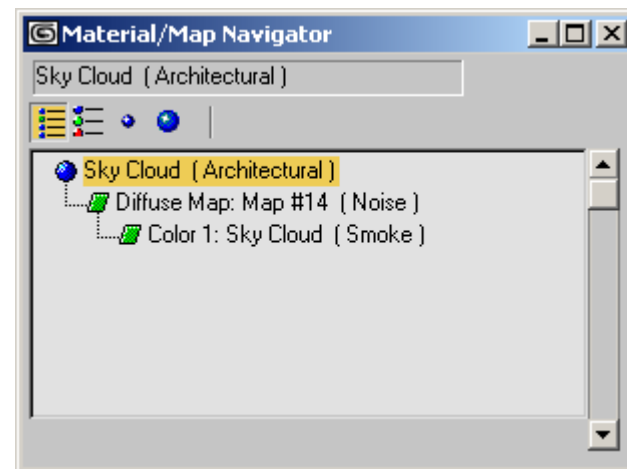 Material/Map Navigator
Sky Cloud ( Architectural )
Sky Cloud ( Architectural )
Diffuse Map: Map #14 ( Noise )
Color 1: Sky Cloud ( Smoke )